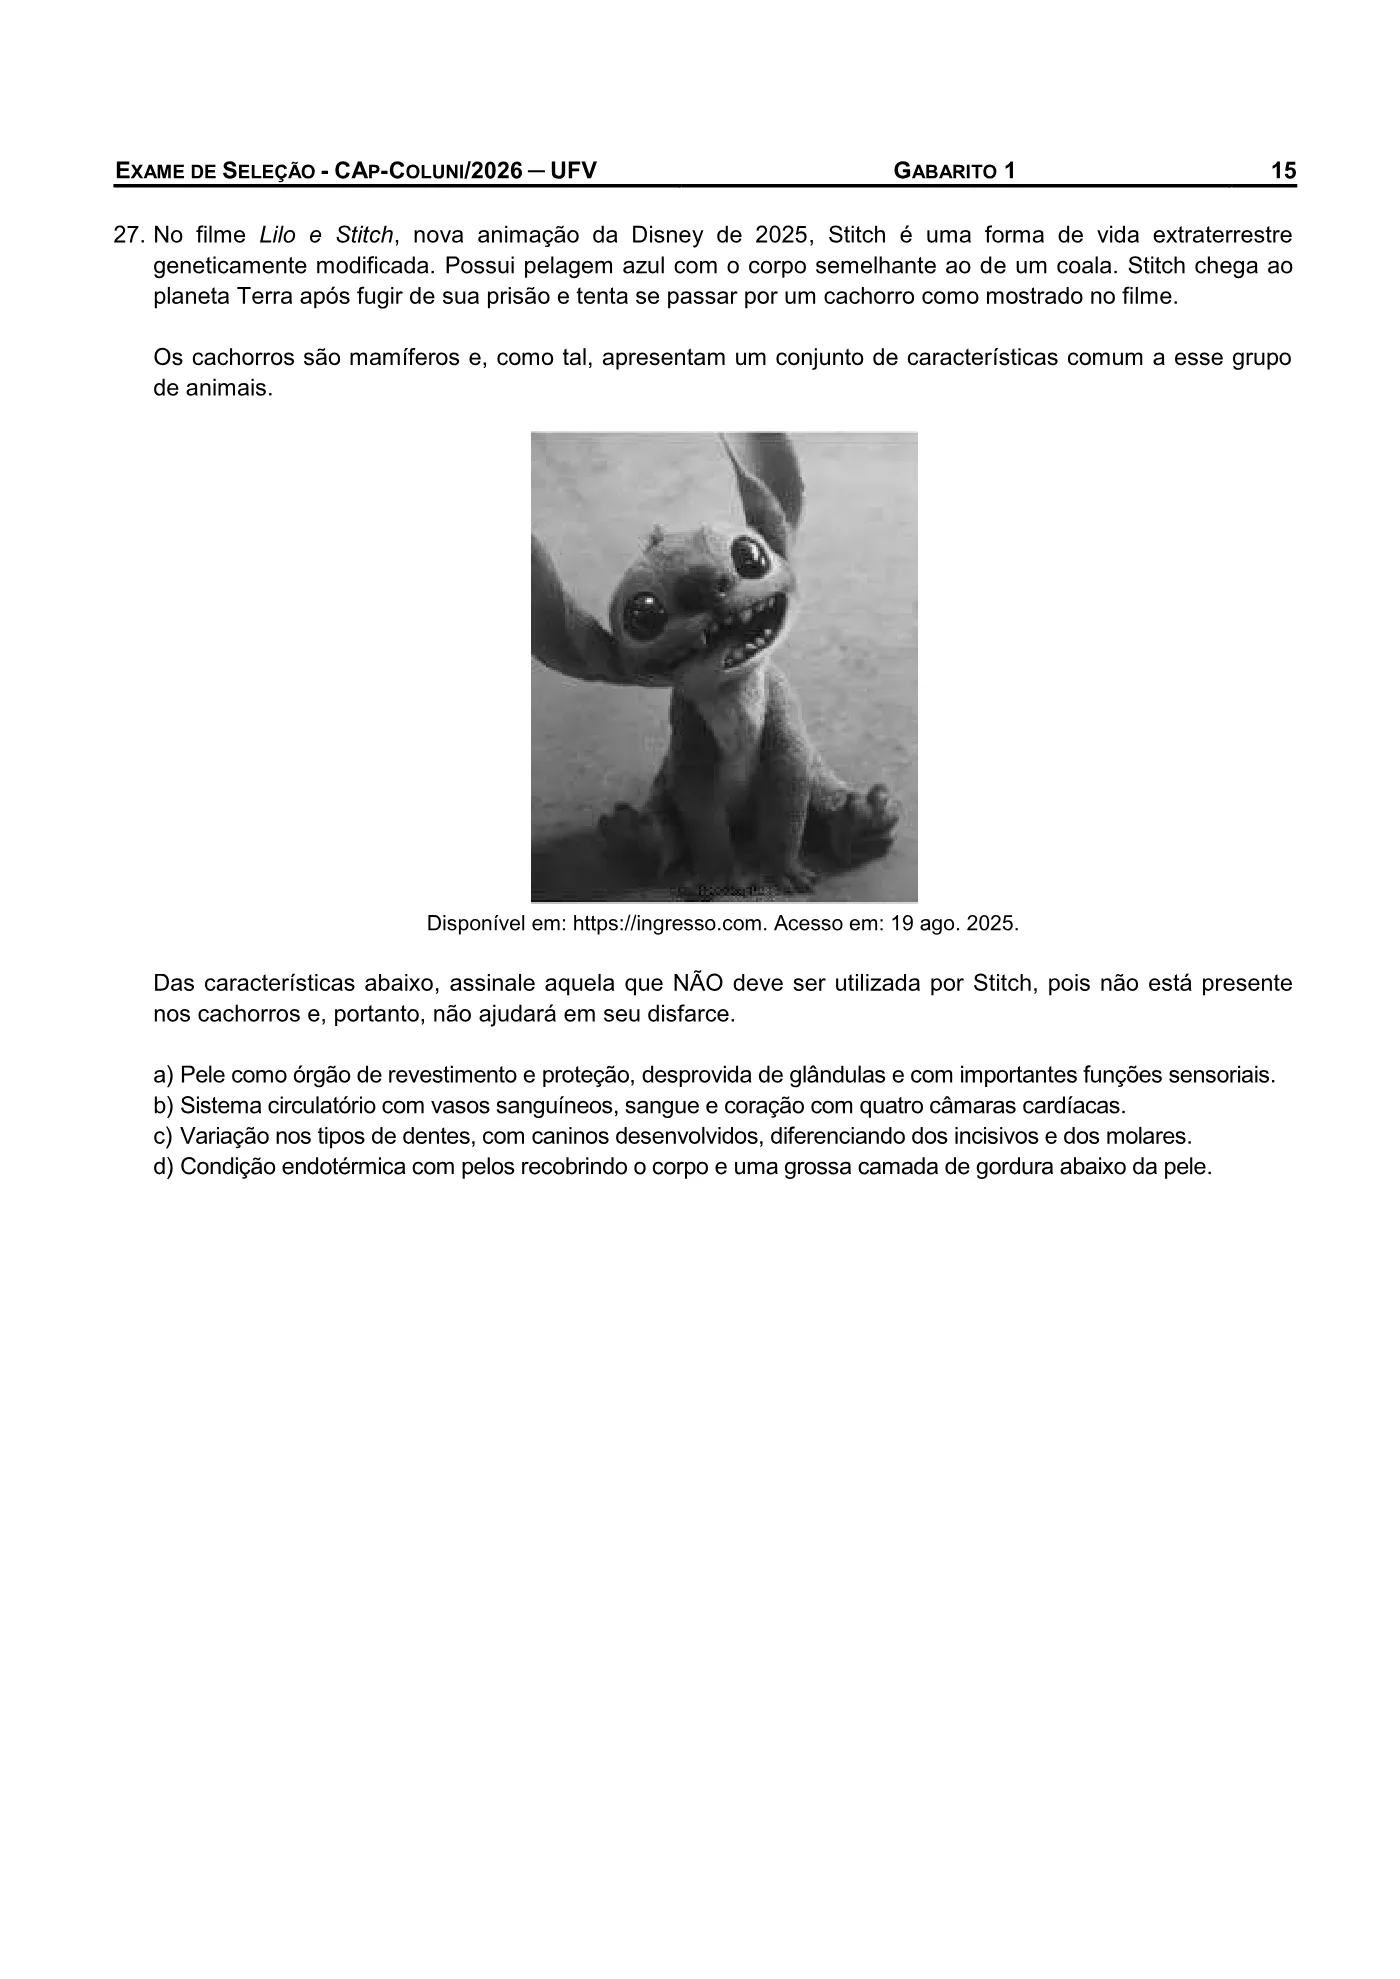 EXAME DE SELEÇÃO - CAP-COLUNI/2026 — UFV GABARITO 1 15
27. No filme Lilo e Stitch, nova animação da Disney de 2025, Stitch é uma forma de vida extraterrestre
geneticamente modificada. Possui pelagem azul com o corpo semelhante ao de um coala. Stitch chega ao
planeta Terra após fugir de sua prisão e tenta se passar por um cachorro como mostrado no filme.
Os cachorros são mamíferos e, como tal, apresentam um conjunto de características comum a esse grupo
de animais.
Disponível em: https://ingresso.com. Acesso em: 19 ago. 2025.
Das características abaixo, assinale aquela que NÃO deve ser utilizada por Stitch, pois não está presente
nos cachorros e, portanto, não ajudará em seu disfarce.
a) Pele como órgão de revestimento e proteção, desprovida de glândulas e com importantes funções sensoriais.
b) Sistema circulatório com vasos sanguíneos, sangue e coração com quatro câmaras cardíacas.
c) Variação nos tipos de dentes, com caninos desenvolvidos, diferenciando dos incisivos e dos molares.
d) Condição endotérmica com pelos recobrindo o corpo e uma grossa camada de gordura abaixo da pele.